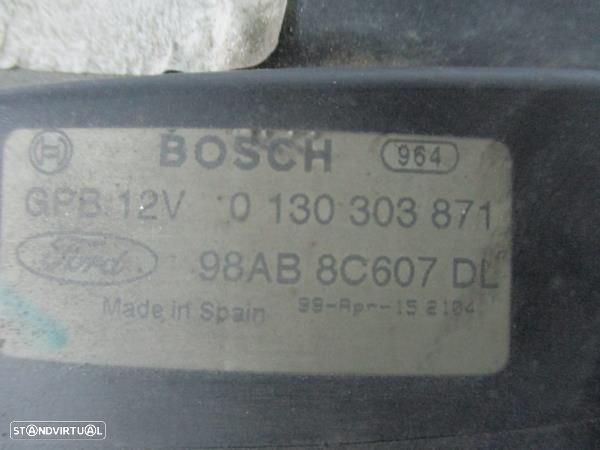 BOSCH 964
GPB 12V 0 130 303 871
Ford 98AB 8C607 DL
Made in Spain 99-Apr-15 2104
STANDVIRTUAL